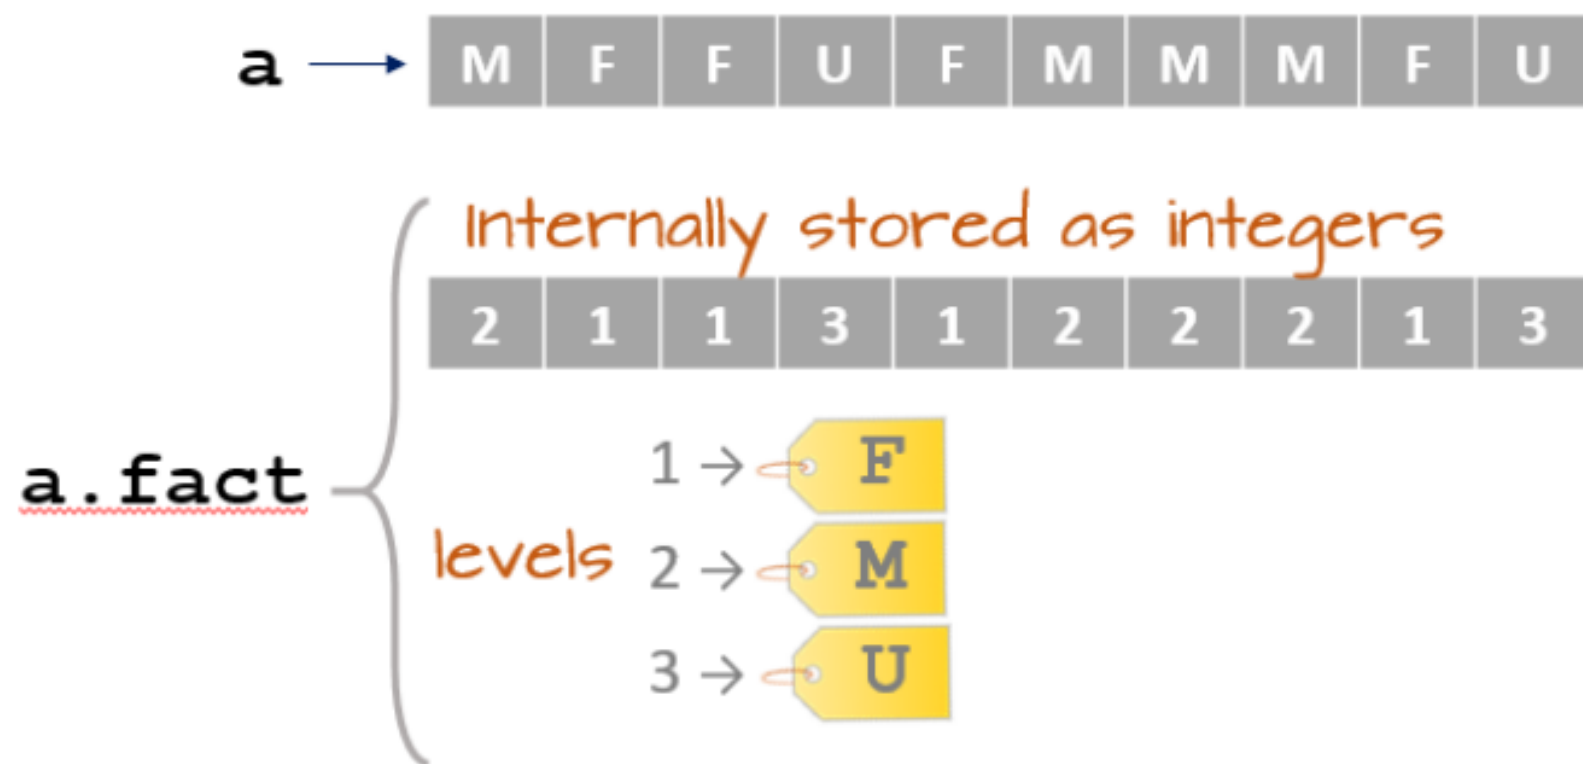 a → M F F U F M M M F U
Internally stored as integers
2 1 1 3 1 2 2 2 1 3
a.fact
levels
1 → F
2 → M
3 → U